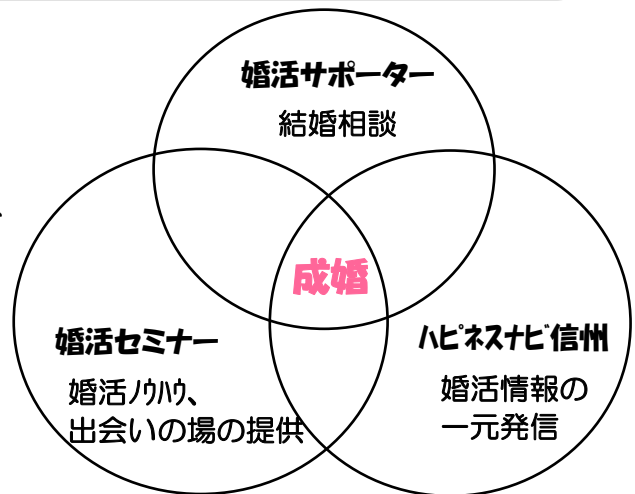 婚活サポーター
結婚相談
成婚
婚活セミナー
婚活ノウハウ、
出会いの場の提供
ハピネスナビ信州
婚活情報の
一元発信